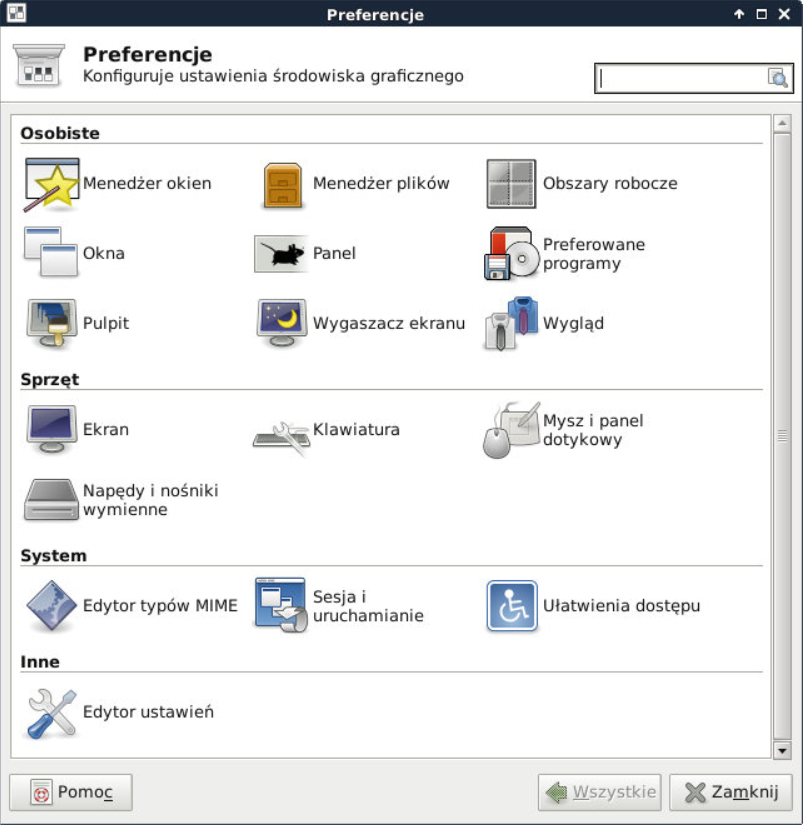 Preferencje
Preferencje
Konfiguruje ustawienia środowiska graficznego
Osobiste
Menedżer okien
Menedżer plików
Obszary robocze
Okna
Panel
Preferowane
programy
Pulpit
Wygaszacz ekranu
Wygląd
Sprzęt
Ekran
Klawiatura
Mysz i panel
dotykowy
Napędy i nośniki
wymienne
System
Edytor typów MIME
Sesja i
uruchamianie
Ułatwienia dostępu
Inne
Edytor ustawień
Pomoc
Wszystkie
Zamknij